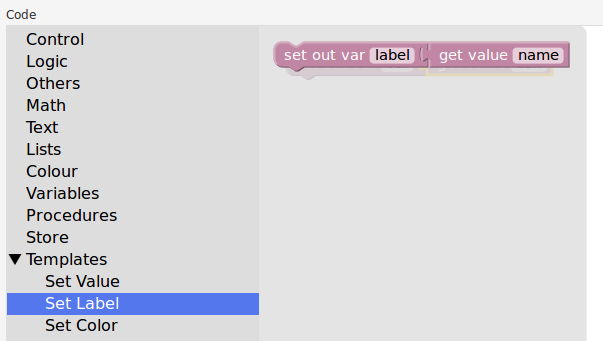 Code
Control
Logic
Others
Math
Text
Lists
Colour
Variables
Procedures
Store
Templates
Set Value
Set Label
Set Color
set out var label get value name